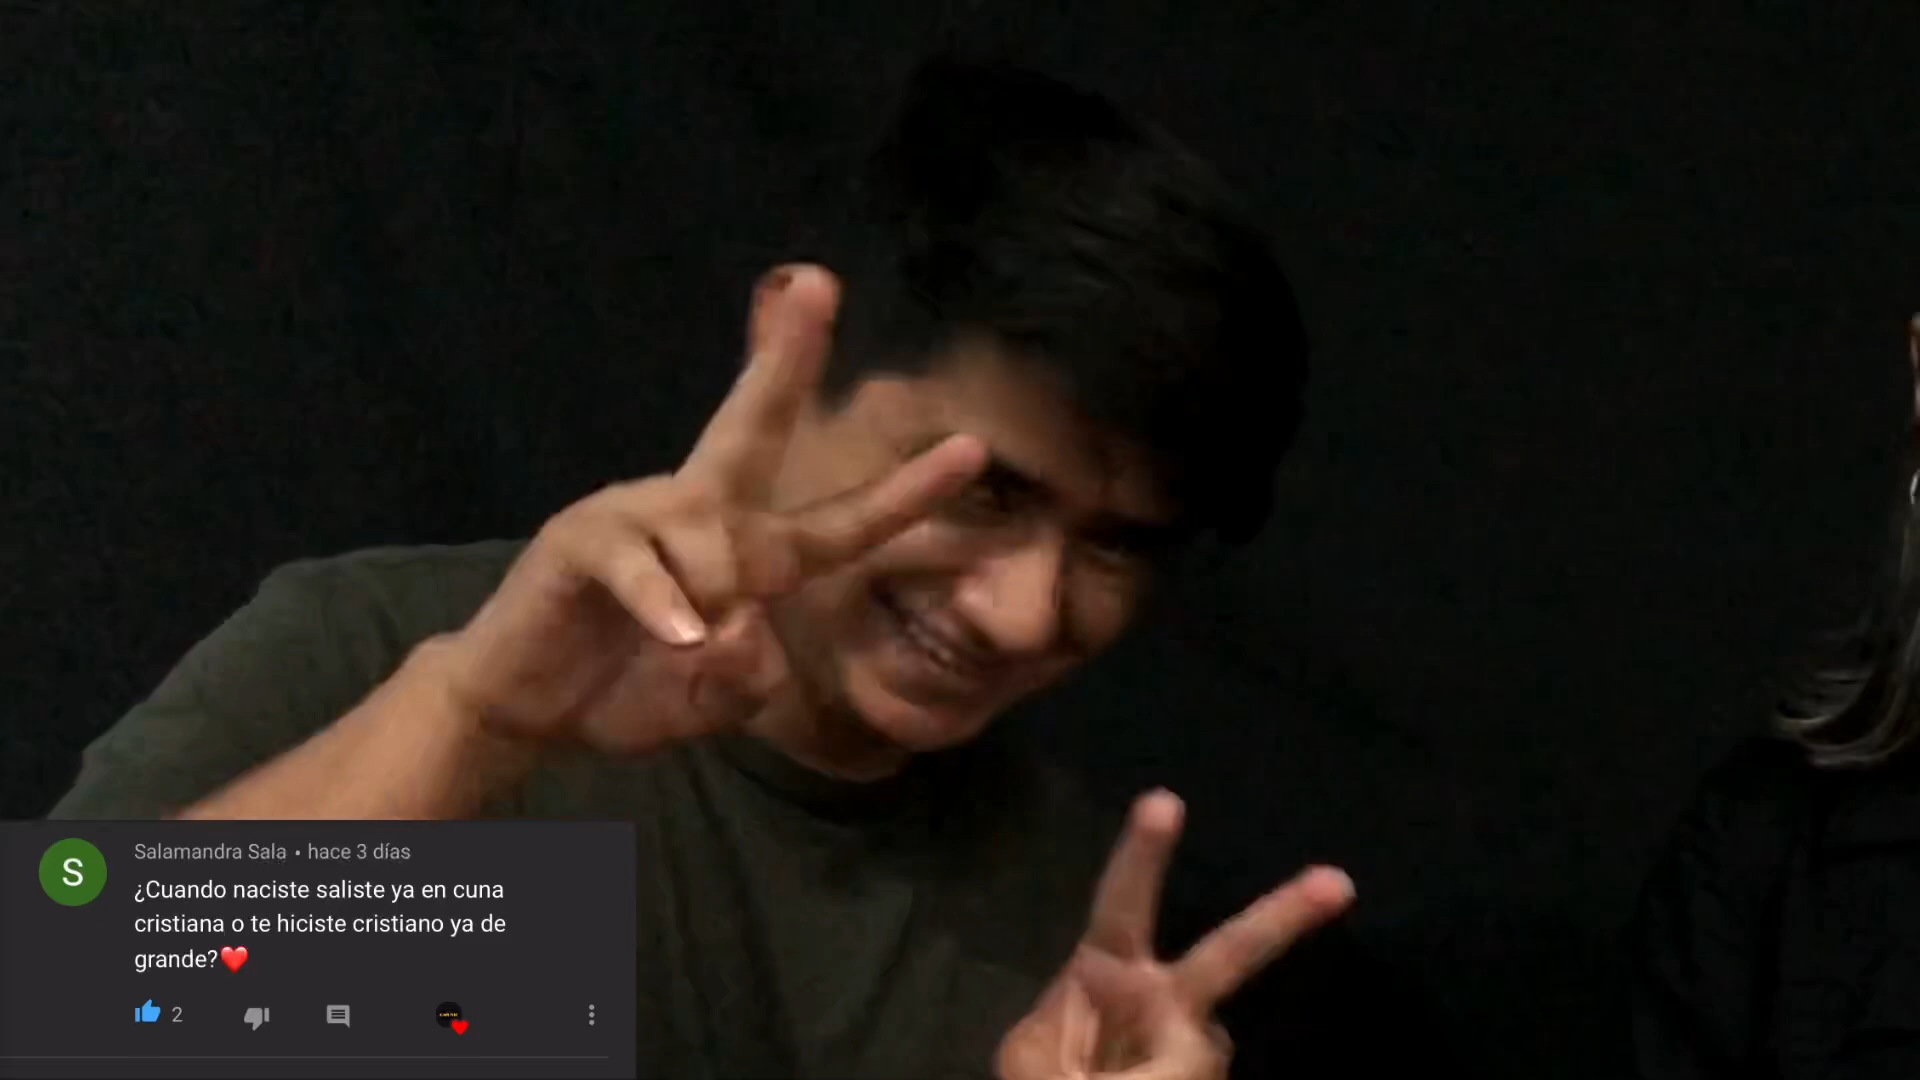 S
Salamandra Sala • hace 3 días
¿Cuando naciste saliste ya en cuna
cristiana o te hiciste cristiano ya de
grande?❤️
2